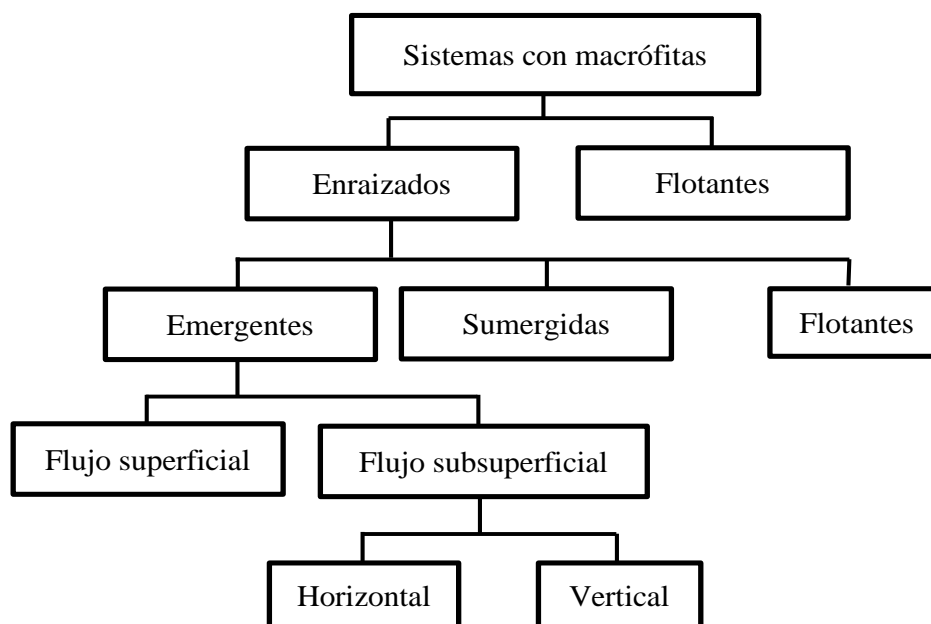 Sistemas con macrófitas
Enraizados
Flotantes
Emergentes
Sumergidas
Flotantes
Flujo superficial
Flujo subsuperficial
Horizontal
Vertical